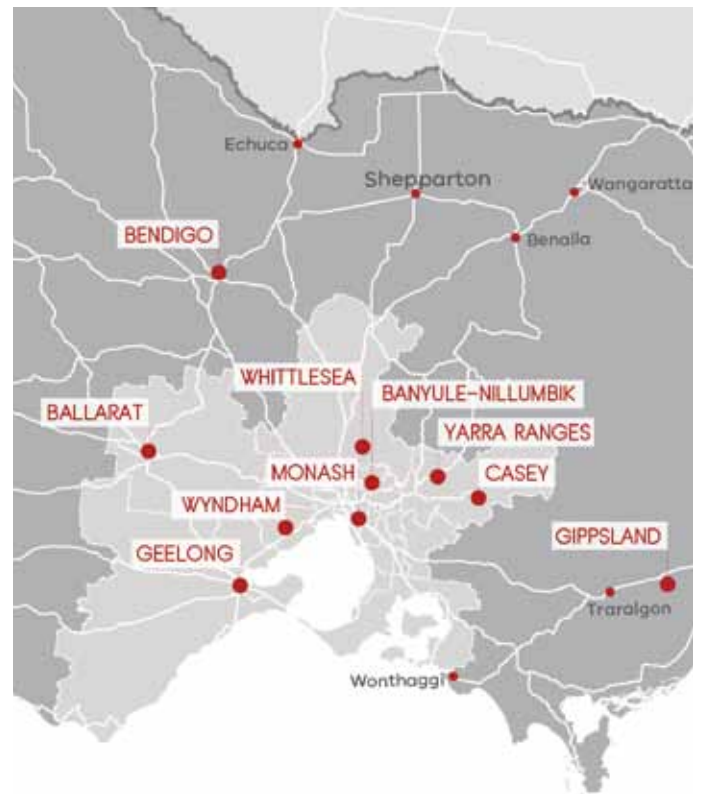 Echuca
Shepparton
Wangaratta
BENDIGO
Benalla
WHITTLESEA
BANYULE-NILLUMBIK
BALLARAT
YARRA RANGES
MONASH
CASEY
WYNDHAM
GIPPSLAND
GEELONG
Traralgon
Wonthaggi